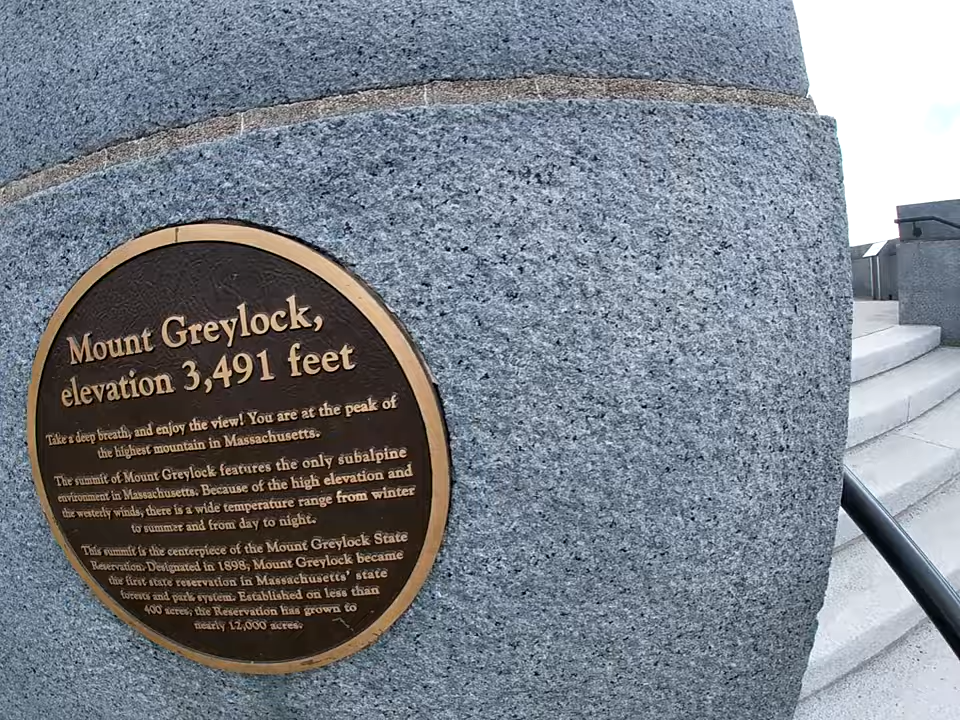 Mount Greylock,
elevation 3,491 feet
Take a deep breath, and enjoy the view! You are at the peak of
the highest mountain in Massachusetts.
The summit of Mount Greylock features the only subalpine
environment in Massachusetts. Because of the high elevation and
the westerly winds, there is a wide temperature range from winter
to summer and from day to night.
This summit is the centerpiece of the Mount Greylock State
Reservation. Designated in 1898, Mount Greylock became
the first state reservation in Massachusetts' state
forests and park system. Established on less than
400 acres, the Reservation has grown to
nearly 12,000 acres.